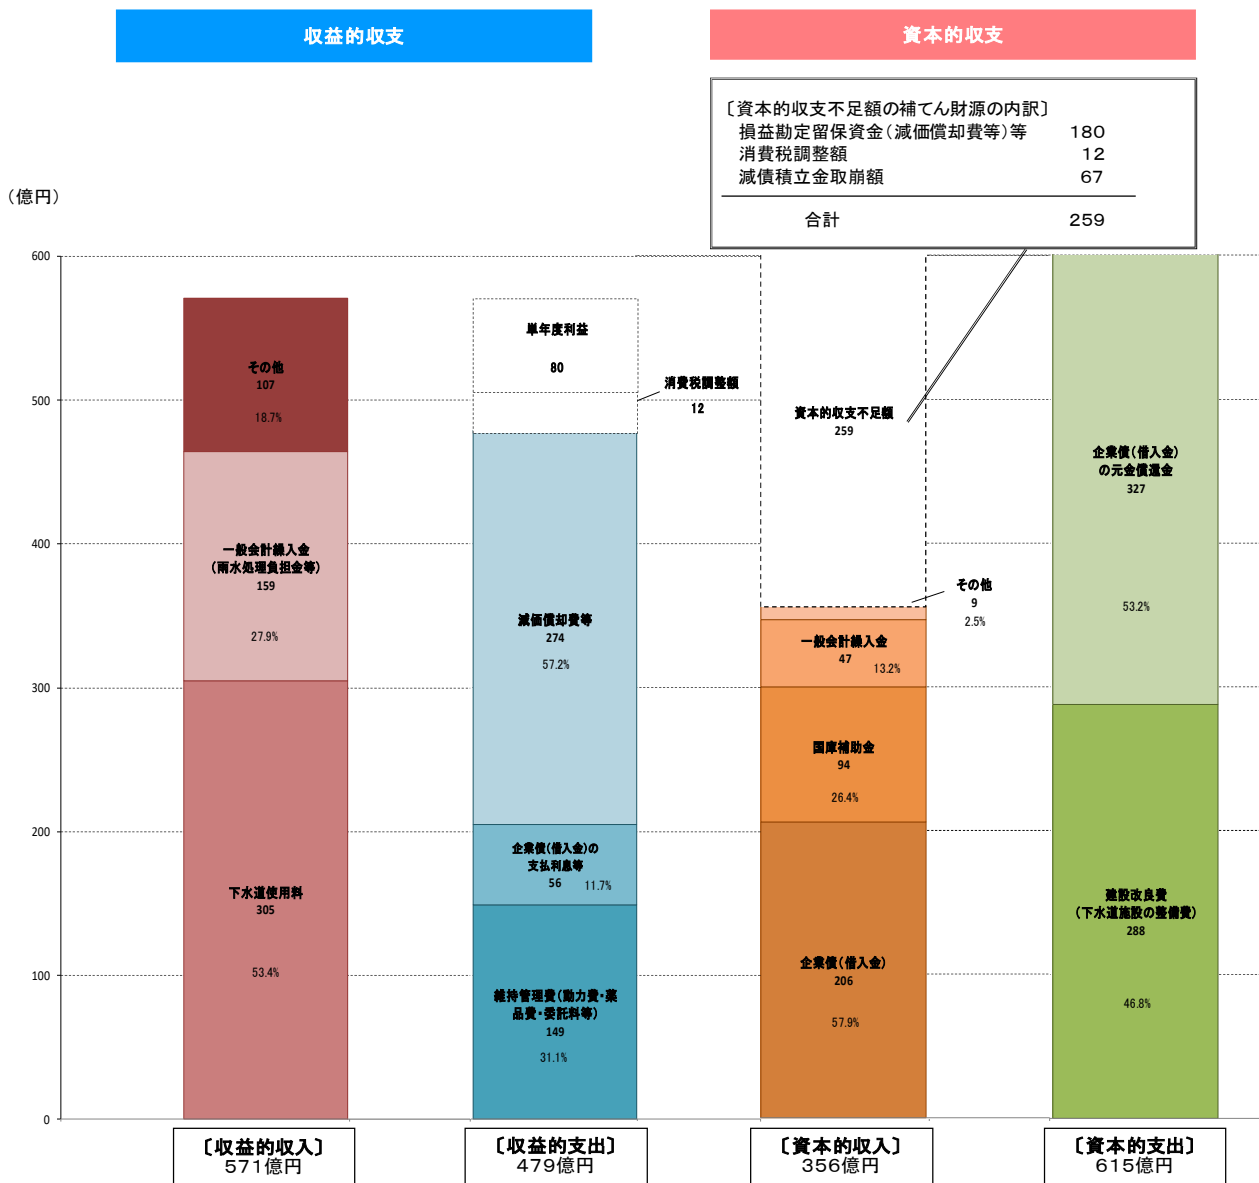 収益的収支
資本的収支
〔資本的収支不足額の補てん財源の内訳〕
損益勘定留保資金(減価償却費等)等 180
消費税調整額 12
減債積立金取崩額 67
合計 259
(億円)
600
500
400
300
200
100
0
その他
107
18.7%
一般会計繰入金
(雨水処理負担金等)
159
27.9%
下水道使用料
305
53.4%
単年度利益
80
消費税調整額
12
減価償却費等
274
57.2%
企業債(借入金)の
支払利息等
56 11.7%
維持管理費(動力費・薬
品費・委託料等)
149
31.1%
資本的収支不足額
259
その他
9
2.5%
一般会計繰入金
47 13.2%
国庫補助金
94
26.4%
企業債(借入金)
206
57.9%
企業債(借入金)
の元金償還金
327
53.2%
建設改良費
(下水道施設の整備費)
288
46.8%
〔収益的収入〕
571億円
〔収益的支出〕
479億円
〔資本的収入〕
356億円
〔資本的支出〕
615億円